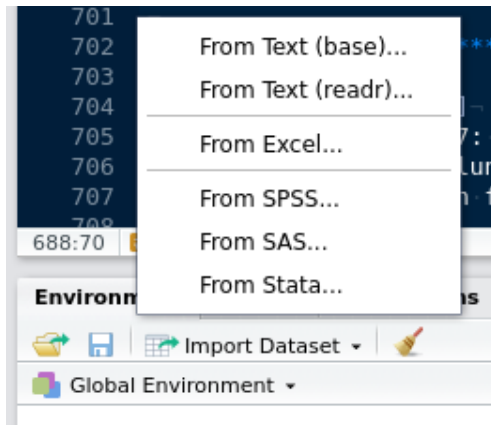 701
702
703
704
705
706
707
708
From Text (base)...
From Text (readr)...
From Excel...
From SPSS...
From SAS...
From Stata...
688:70
Import Dataset
Global Environment